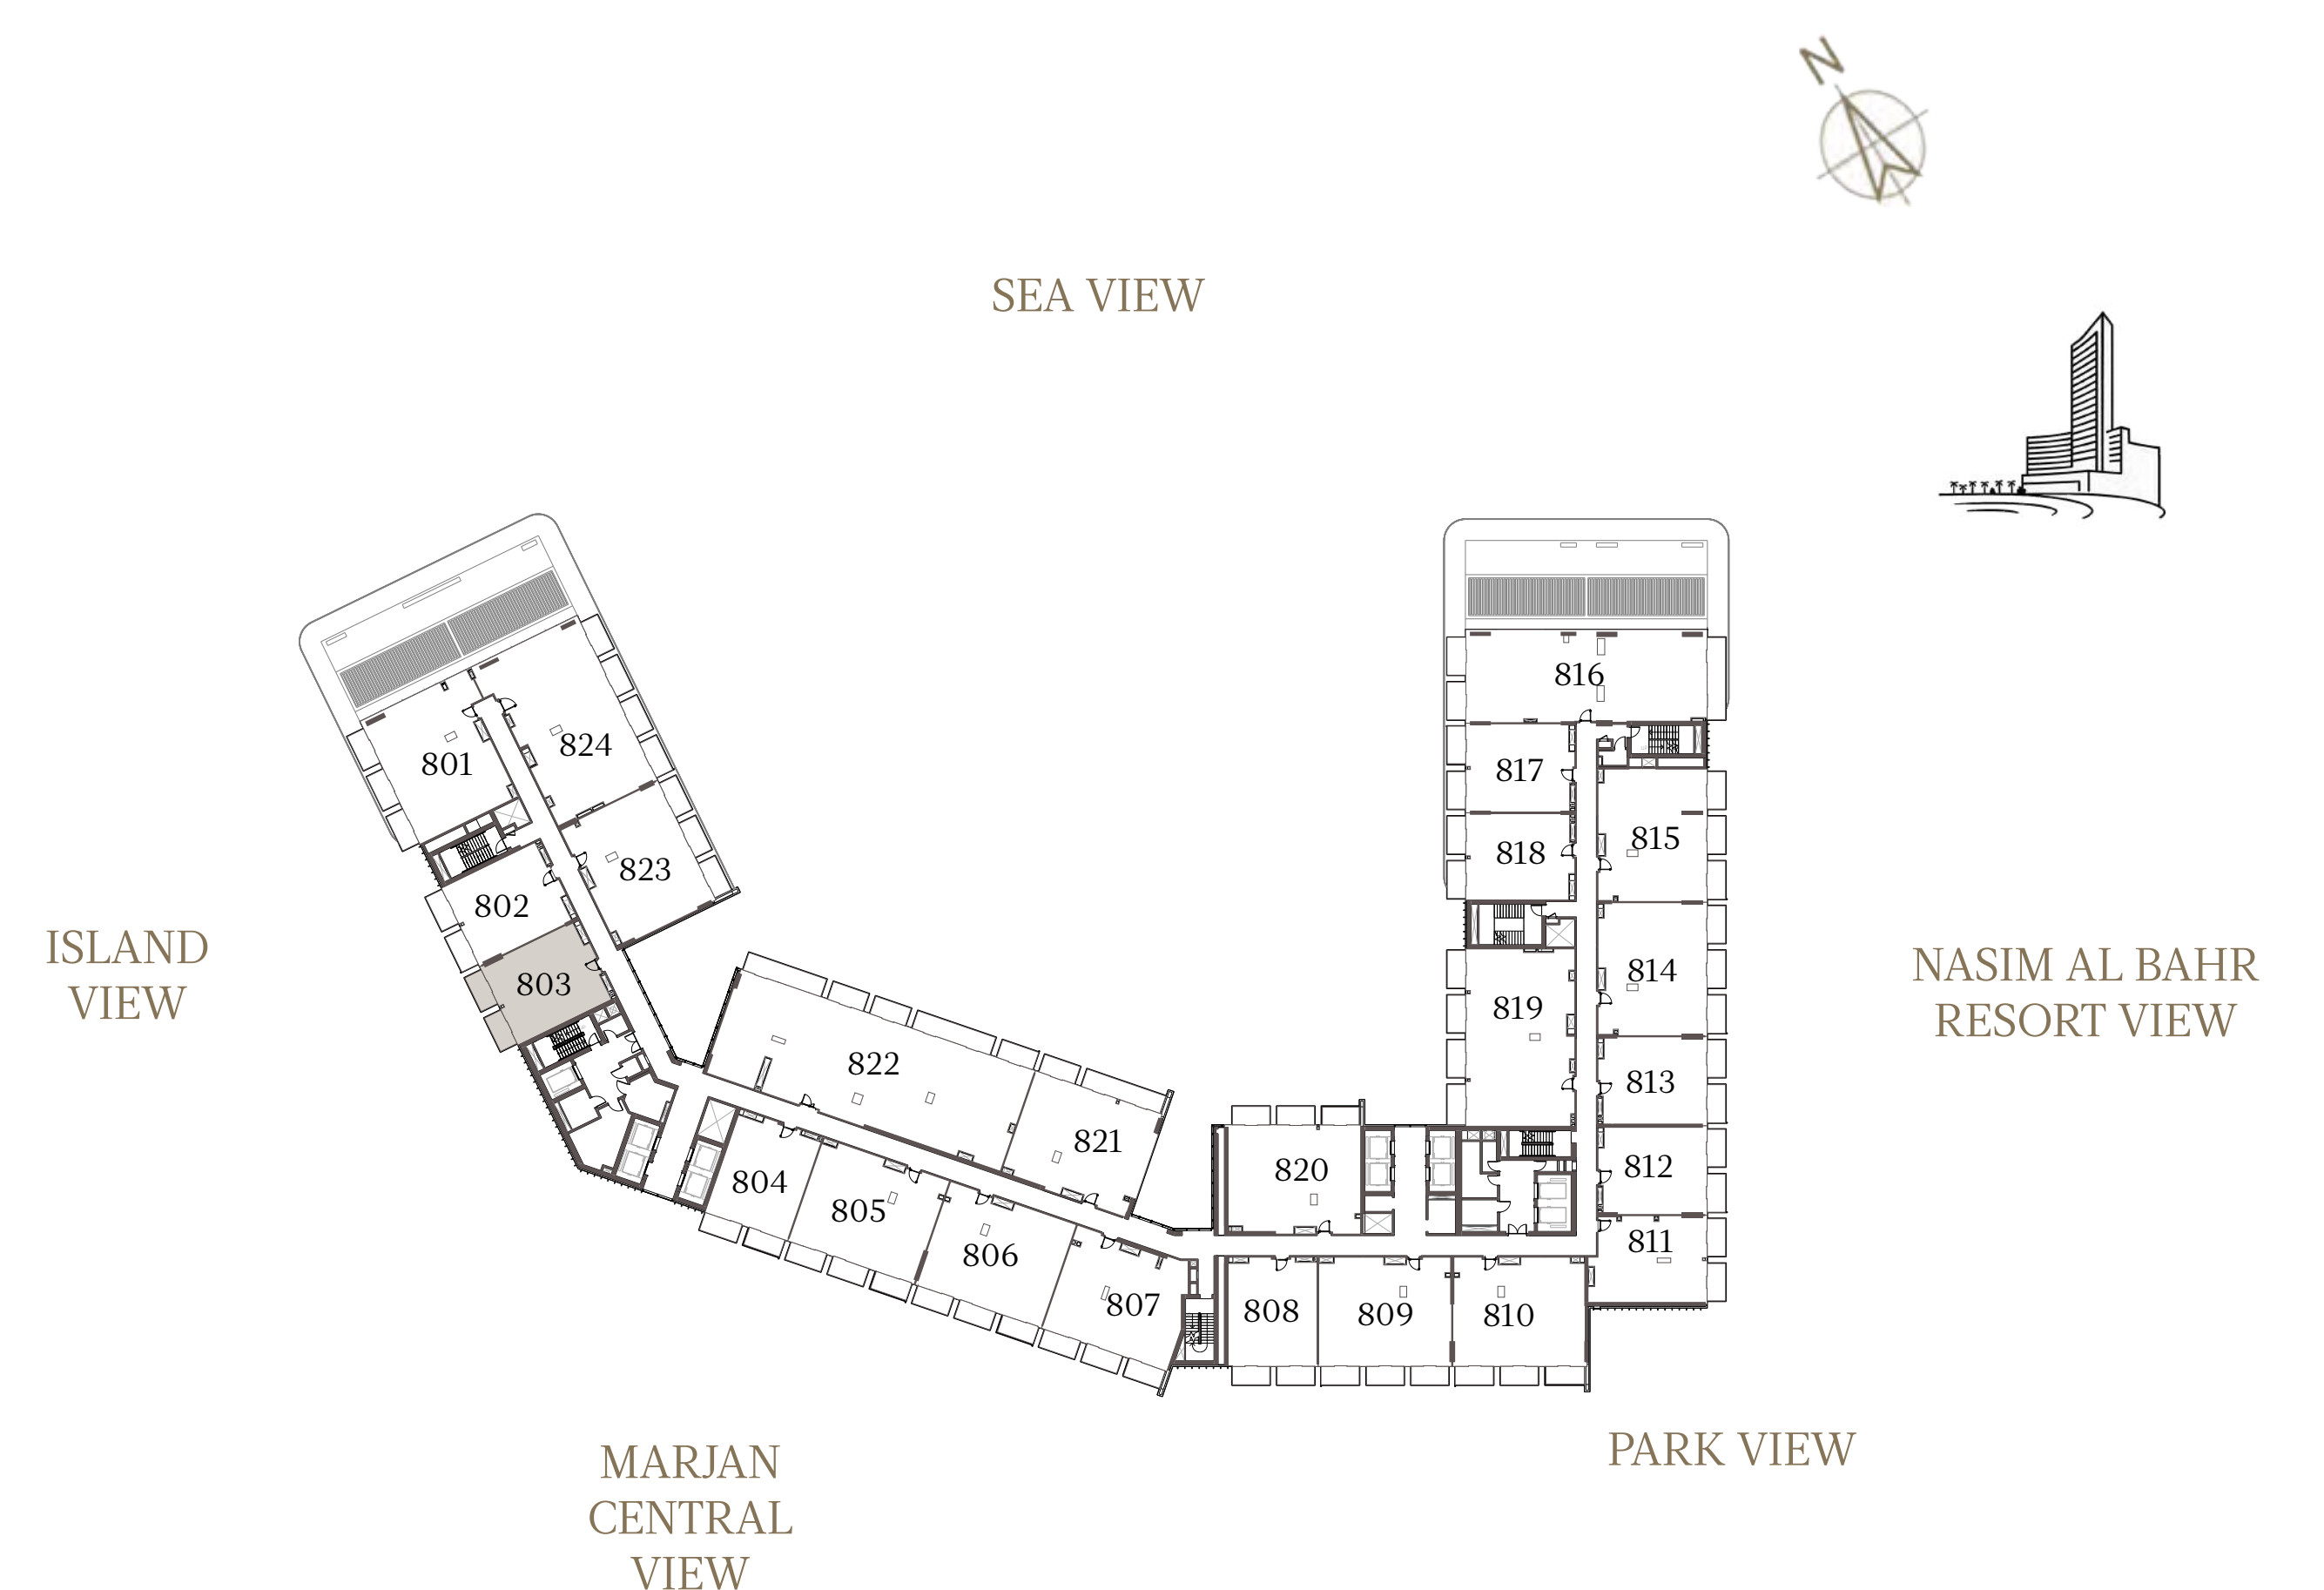 N
SEA VIEW
816
801
824
817
815
818
823
802
ISLAND
VIEW
803
814
NASIM AL BAHR
RESORT VIEW
819
822
813
821
812
820
804
805
811
806
807
808
809
810
PARK VIEW
MARJAN
CENTRAL
VIEW